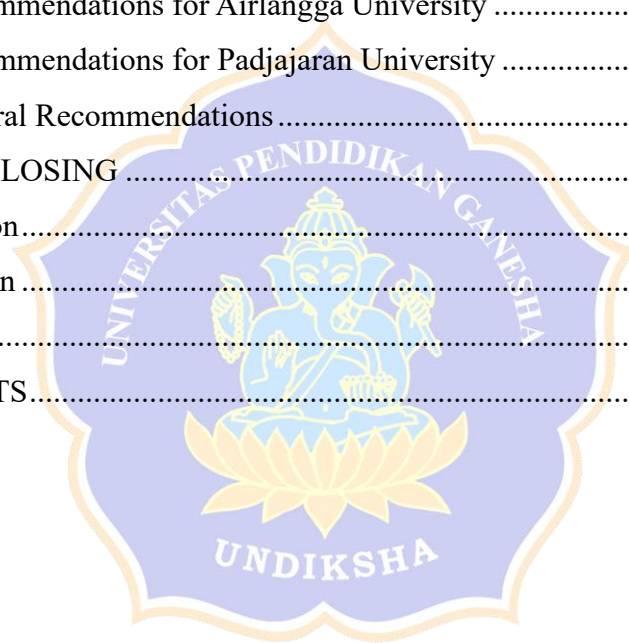 mmendations for Airlangga University ................
mmendations for Padjajaran University ...............
ral Recommendations ............................................
LOSING ...............................................................
on.............................................................................
n ............................................................................
................................................................................
TS...........................................................................
UNIVERSITAS PENDIDIKAN GANESHA
UNDIKSHA